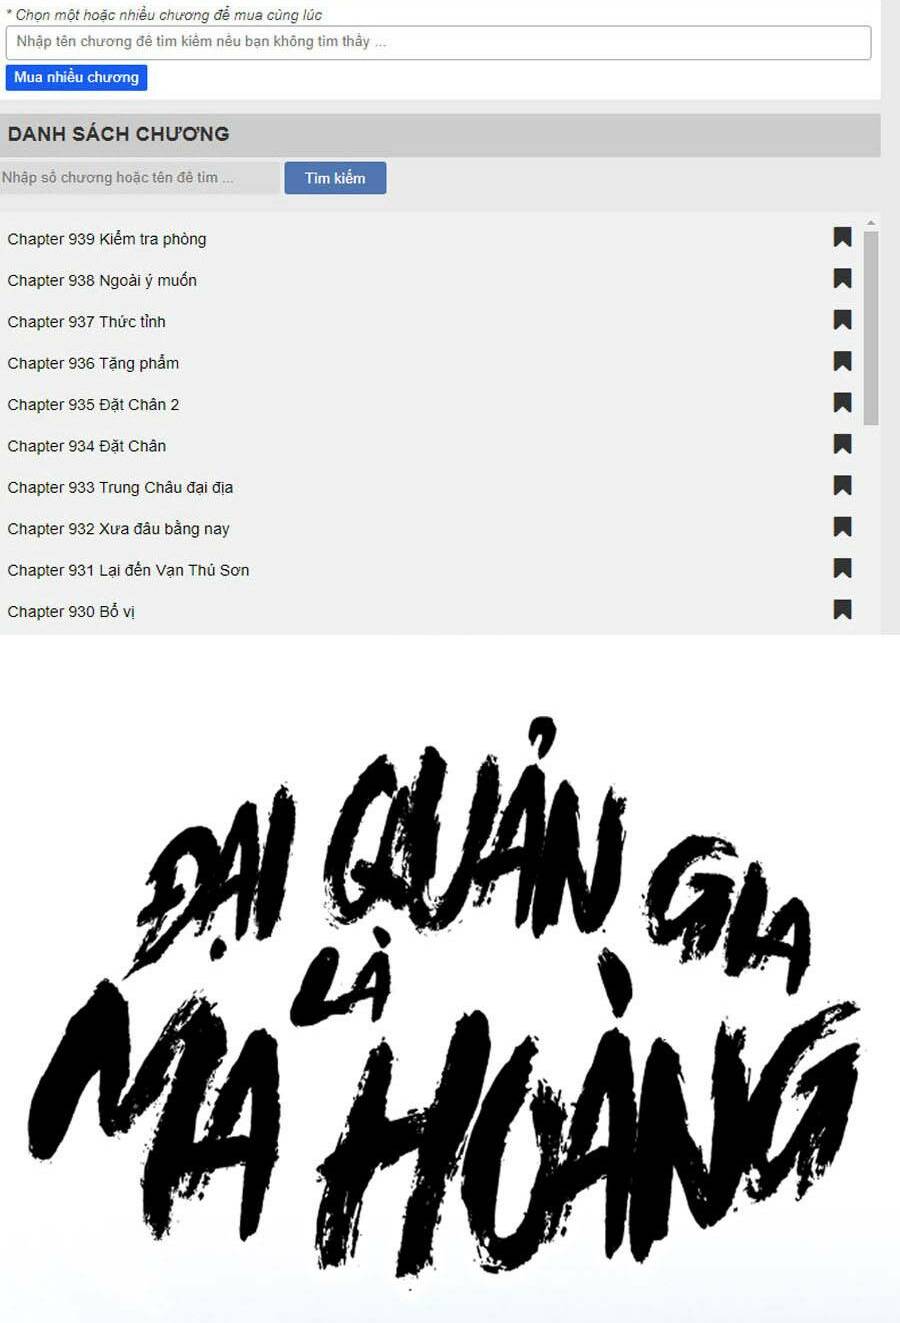 * Chọn một hoặc nhiều chương để mua cùng lúc
Nhập tên chương để tìm kiếm nếu bạn không tìm thấy ...
Mua nhiều chương
DANH SÁCH CHƯƠNG
Nhập số chương hoặc tên để tìm ...
Tìm kiếm
Chapter 939 Kiểm tra phòng
Chapter 938 Ngoài ý muốn
Chapter 937 Thức tỉnh
Chapter 936 Tặng phẩm
Chapter 935 Đặt Chân 2
Chapter 934 Đặt Chân
Chapter 933 Trung Châu đại địa
Chapter 932 Xưa đâu bằng nay
Chapter 931 Lại đến Vạn Thú Sơn
Chapter 930 Bổ vị
ĐẠI QUẢN GIA
LÀ
MA HOÀNG